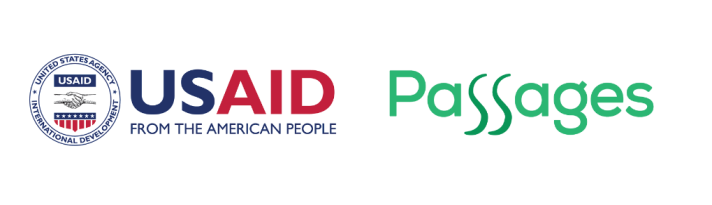 UNITED STATES AGENCY
USAID
INTERNATIONAL DEVELOPMENT
USAID
FROM THE AMERICAN PEOPLE
Passages